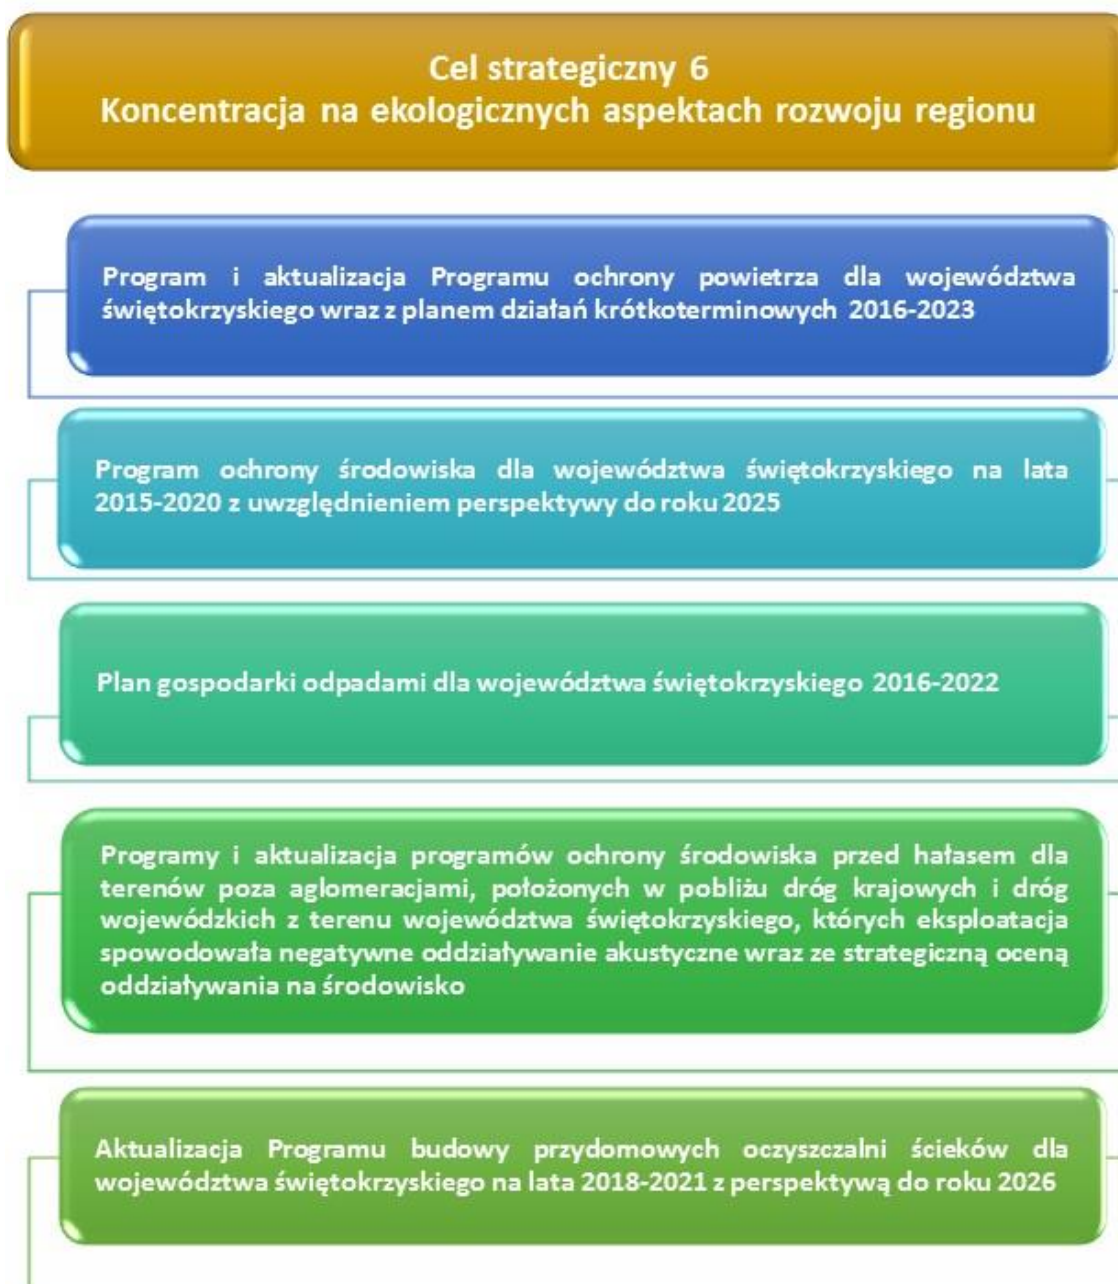 Cel strategiczny 6
Koncentracja na ekologicznych aspektach rozwoju regionu
Program i aktualizacja Programu ochrony powietrza dla województwa
świętokrzyskiego wraz z planem działań krótkoterminowych 2016-2023
Program ochrony środowiska dla województwa świętokrzyskiego na lata
2015-2020 z uwzględnieniem perspektywy do roku 2025
Plan gospodarki odpadami dla województwa świętokrzyskiego 2016-2022
Programy i aktualizacja programów ochrony środowiska przed hałasem dla
terenów poza aglomeracjami, położonych w pobliżu dróg krajowych i dróg
wojewódzkich z terenu województwa świętokrzyskiego, których eksploatacja
spowodowała negatywne oddziaływanie akustyczne wraz ze strategiczną oceną
oddziaływania na środowisko
Aktualizacja Programu budowy przydomowych oczyszczalni ścieków dla
województwa świętokrzyskiego na lata 2018-2021 z perspektywą do roku 2026